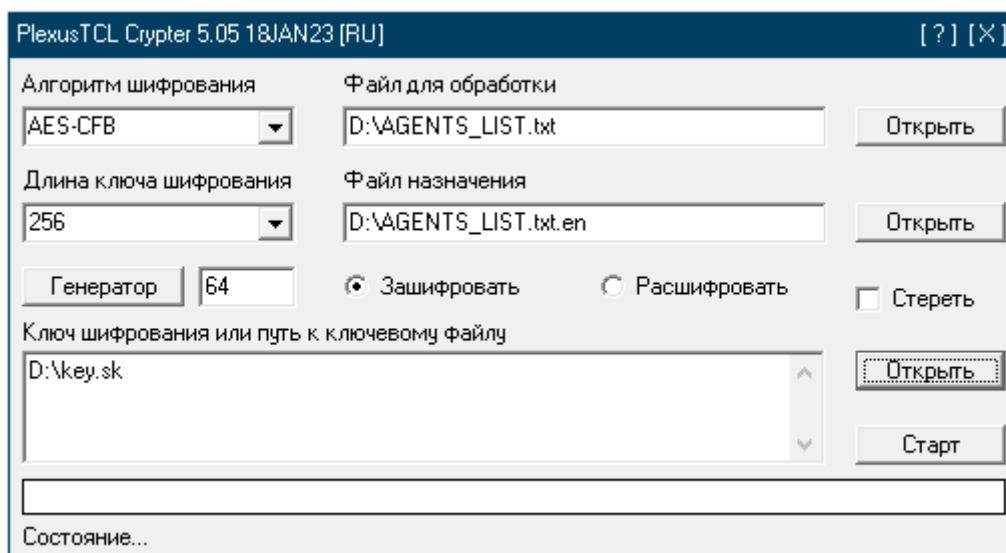 PlexusTCL Crypter 5.05 18JAN23 [RU] [ ? ] [ X ]
Алгоритм шифрования Файл для обработки
AES-CFB D:\AGENTS_LIST.txt Открыть
Длина ключа шифрования Файл назначения
256 D:\AGENTS_LIST.txt.en Открыть
Генератор 64 Зашифровать Расшифровать Стереть
Ключ шифрования или путь к ключевому файлу
D:\key.sk Открыть
Старт
Состояние...